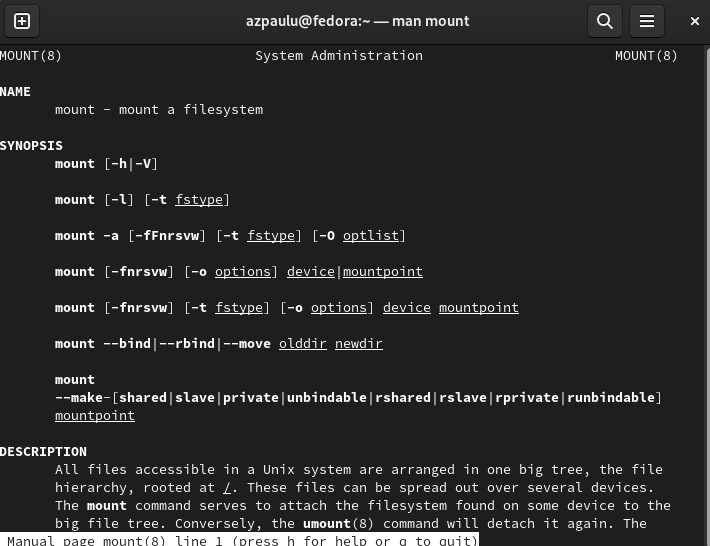 azpaulu@fedora:~ — man mount
MOUNT(8) System Administration MOUNT(8)
NAME
mount - mount a filesystem
SYNOPSIS
mount [-h|-V]
mount [-l] [-t fstype]
mount -a [-fFnrsvw] [-t fstype] [-O optlist]
mount [-fnrsvw] [-o options] device|mountpoint
mount [-fnrsvw] [-t fstype] [-o options] device mountpoint
mount --bind|--rbind|--move olddir newdir
mount
--make-[shared|slave|private|unbindable|rshared|rslave|rprivate|runbindable]
mountpoint
DESCRIPTION
All files accessible in a Unix system are arranged in one big tree, the file
hierarchy, rooted at /. These files can be spread out over several devices.
The mount command serves to attach the filesystem found on some device to the
big file tree. Conversely, the umount(8) command will detach it again. The
Manual page mount(8) line 1 (press h for help or q to quit)